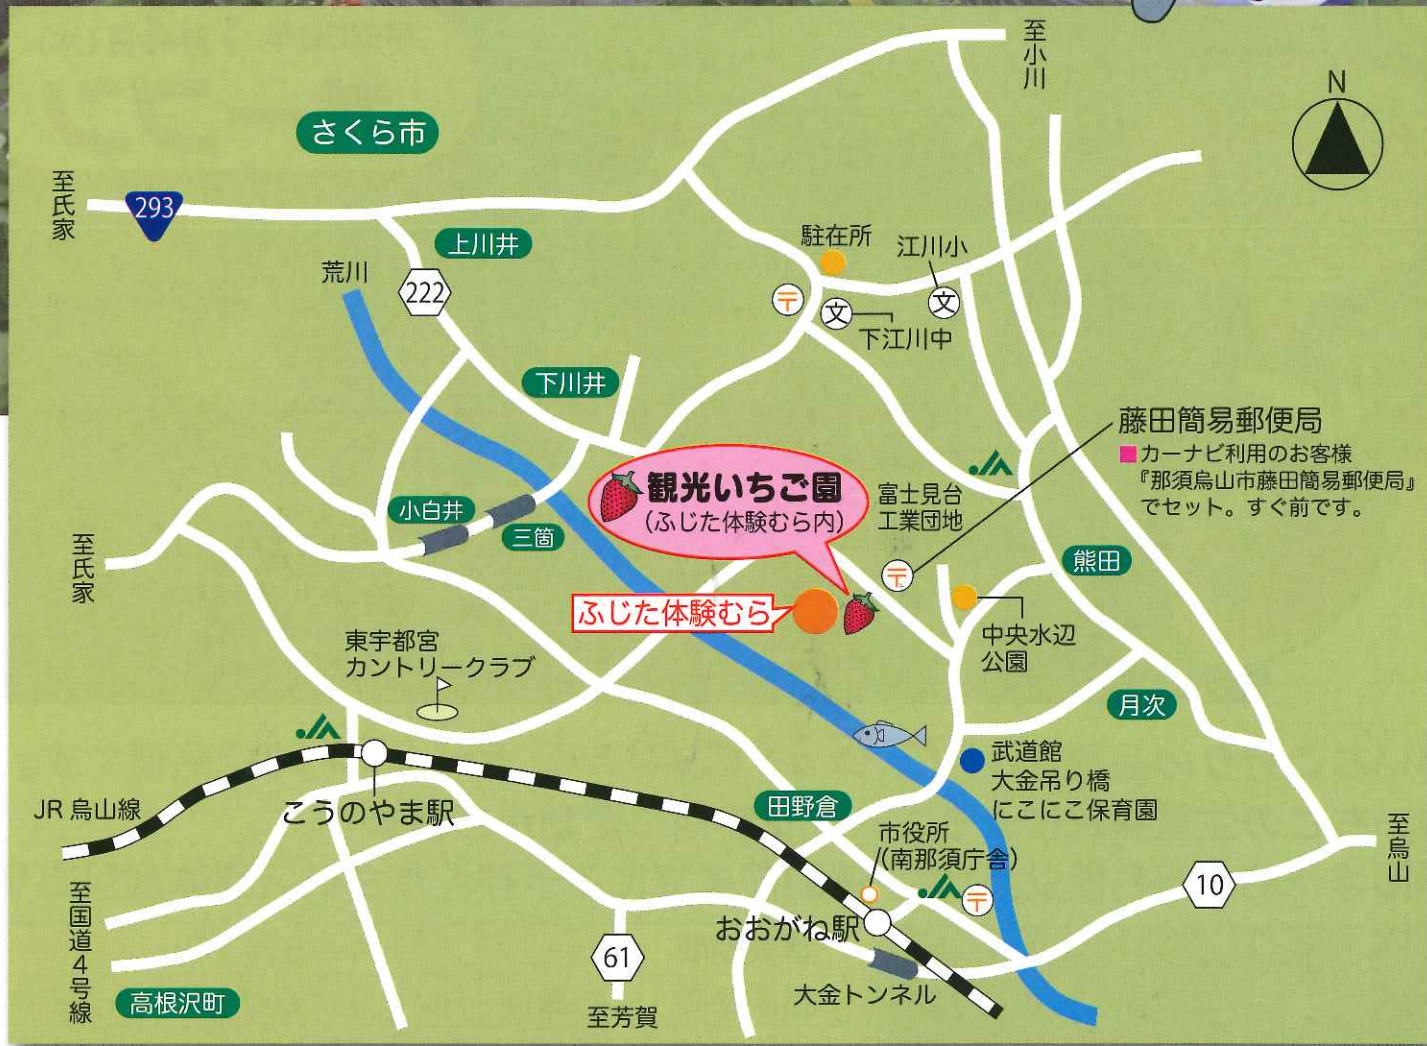 至小川
N
さくら市
至氏家
293
上川井
駐在所
江川小
荒川
222
〒
文
文
下江川中
下川井
藤田簡易郵便局
■カーナビ利用のお客様
『那須烏山市藤田簡易郵便局』
でセット。すぐ前です。
観光いちご園
(ふじた体験むら内)
富士見台
工業団地
小白井
三箇
至氏家
熊田
〒
ふじた体験むら
中央水辺
公園
東宇都宮
カントリークラブ
月次
武道館
大金吊り橋
にこにこ保育園
JR 烏山線
こうのやま駅
田野倉
市役所
(南那須庁舎)
至烏山
10
〒
至国道4号線
おおがね駅
61
大金トンネル
高根沢町
至芳賀